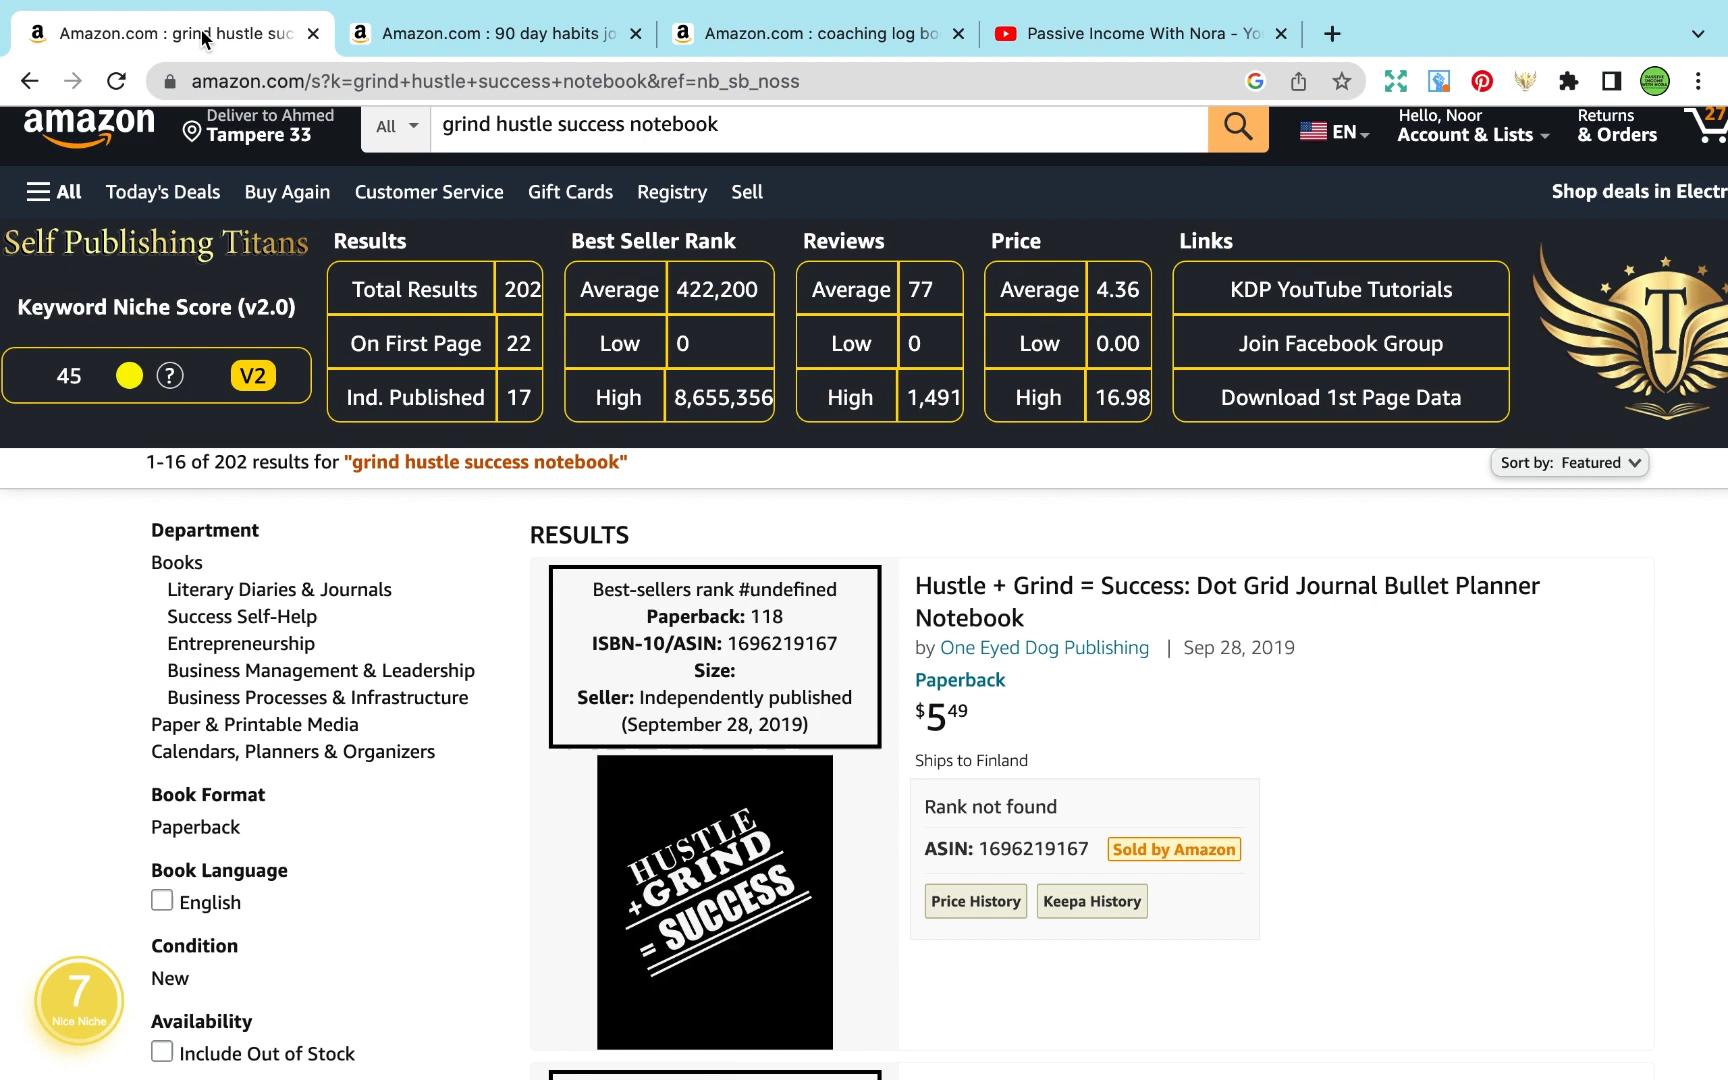 Amazon.com : grind hustle suc
Amazon.com : 90 day habits jo
Amazon.com : coaching log bo
Passive Income With Nora - Yo
amazon.com/s?k=grind+hustle+success+notebook&ref=nb_sb_noss
amazon
Deliver to Ahmed
Tampere 33
All
grind hustle success notebook
EN
Hello, Noor
Account & Lists
Returns
& Orders
27
All Today's Deals Buy Again Customer Service Gift Cards Registry Sell
Shop deals in Electr
Self Publishing Titans
Keyword Niche Score (v2.0)
45 ? V2
Results
Total Results 202
On First Page 22
Ind. Published 17
Best Seller Rank
Average 422,200
Low 0
High 8,655,356
Reviews
Average 77
Low 0
High 1,491
Price
Average 4.36
Low 0.00
High 16.98
Links
KDP YouTube Tutorials
Join Facebook Group
Download 1st Page Data
T
1-16 of 202 results for "grind hustle success notebook"
Sort by: Featured
Department
Books
Literary Diaries & Journals
Success Self-Help
Entrepreneurship
Business Management & Leadership
Business Processes & Infrastructure
Paper & Printable Media
Calendars, Planners & Organizers
Book Format
Paperback
Book Language
English
Condition
New
Availability
Include Out of Stock
7
Nice Niche
RESULTS
Best-sellers rank #undefined
Paperback: 118
ISBN-10/ASIN: 1696219167
Size:
Seller: Independently published
(September 28, 2019)
HUSTLE
+GRIND
= SUCCESS
Hustle + Grind = Success: Dot Grid Journal Bullet Planner
Notebook
by One Eyed Dog Publishing | Sep 28, 2019
Paperback
$5 49
Ships to Finland
Rank not found
ASIN: 1696219167 Sold by Amazon
Price History Keepa History